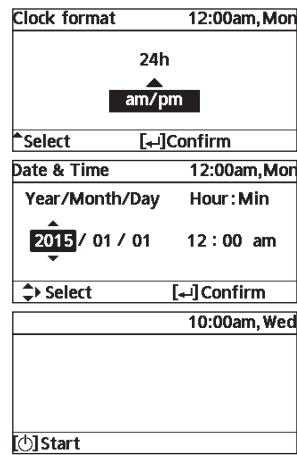 Clock format 12:00am,Mon
24h
am/pm
Select [↵]Confirm
Date & Time 12:00am,Mon
Year/Month/Day Hour:Min
2015/ 01 / 01 12 : 00 am
Select [↵]Confirm
10:00am,Wed
[⏻]Start